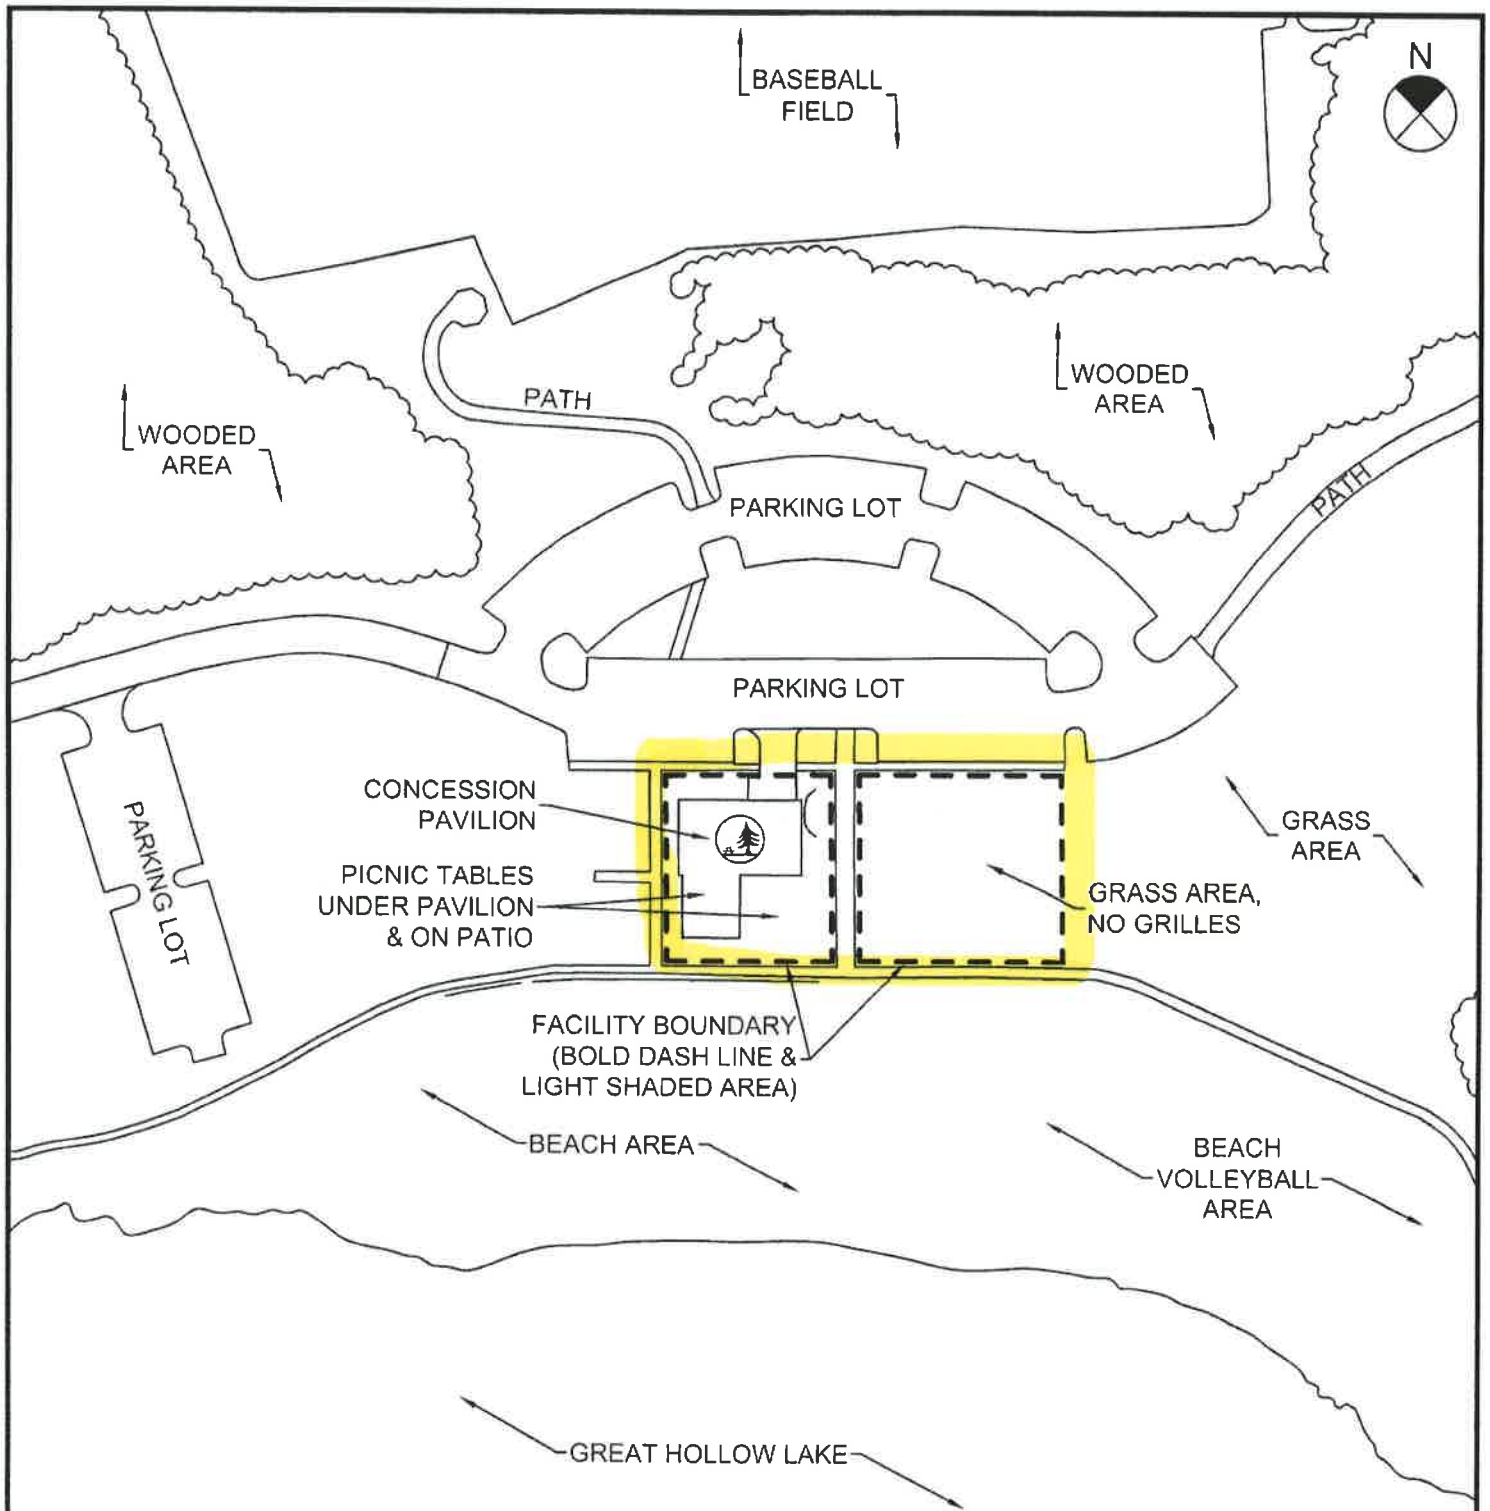 N
BASEBALL
FIELD
WOODED
AREA
PATH
WOODED
AREA
PATH
PARKING LOT
PARKING LOT
CONCESSION
PAVILION
PARKING LOT
GRASS
AREA
PICNIC TABLES
UNDER PAVILION
& ON PATIO
GRASS AREA,
NO GRILLES
FACILITY BOUNDARY
(BOLD DASH LINE &
LIGHT SHADED AREA)
BEACH AREA
BEACH
VOLLEYBALL
AREA
GREAT HOLLOW LAKE